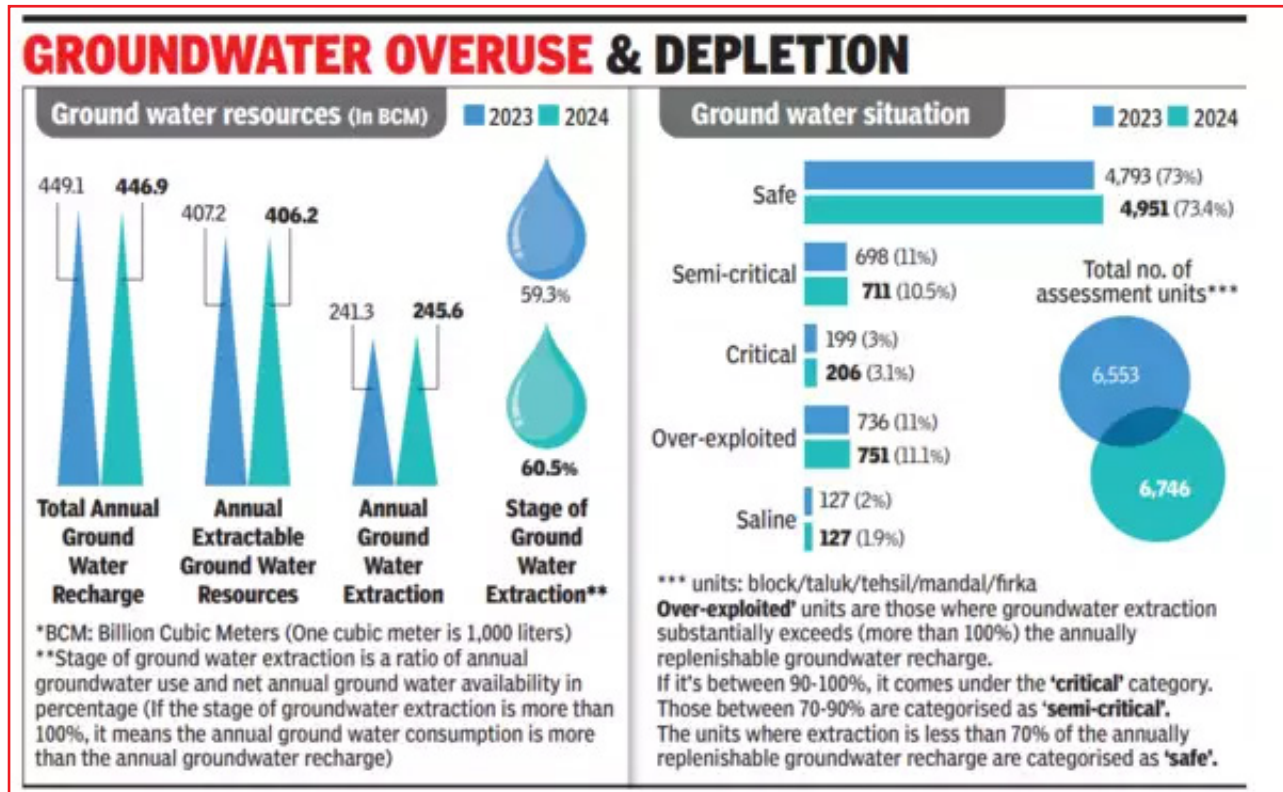 GROUNDWATER OVERUSE & DEPLETION
Ground water resources (In BCM)
2023 2024
449.1
446.9
407.2
406.2
241.3
245.6
59.3%
60.5%
Total Annual
Ground
Water
Recharge
Annual
Extractable
Ground Water
Resources
Annual
Ground
Water
Extraction
Stage of
Ground
Water
Extraction**
*BCM: Billion Cubic Meters (One cubic meter is 1,000 liters)
**Stage of ground water extraction is a ratio of annual
groundwater use and net annual ground water availability in
percentage (If the stage of groundwater extraction is more than
100%, it means the annual ground water consumption is more
than the annual groundwater recharge)
Ground water situation
2023 2024
Safe
4,793 (73%)
4,951 (73.4%)
Semi-critical
698 (11%)
711 (10.5%)
Critical
199 (3%)
206 (3.1%)
Over-exploited
736 (11%)
751 (11.1%)
Saline
127 (2%)
127 (1.9%)
Total no. of
assessment units***
6,553
6,746
*** units: block/taluk/tehsil/mandal/firka
Over-exploited' units are those where groundwater extraction
substantially exceeds (more than 100%) the annually
replenishable groundwater recharge.
If it's between 90-100%, it comes under the 'critical' category.
Those between 70-90% are categorised as 'semi-critical'.
The units where extraction is less than 70% of the annually
replenishable groundwater recharge are categorised as 'safe'.